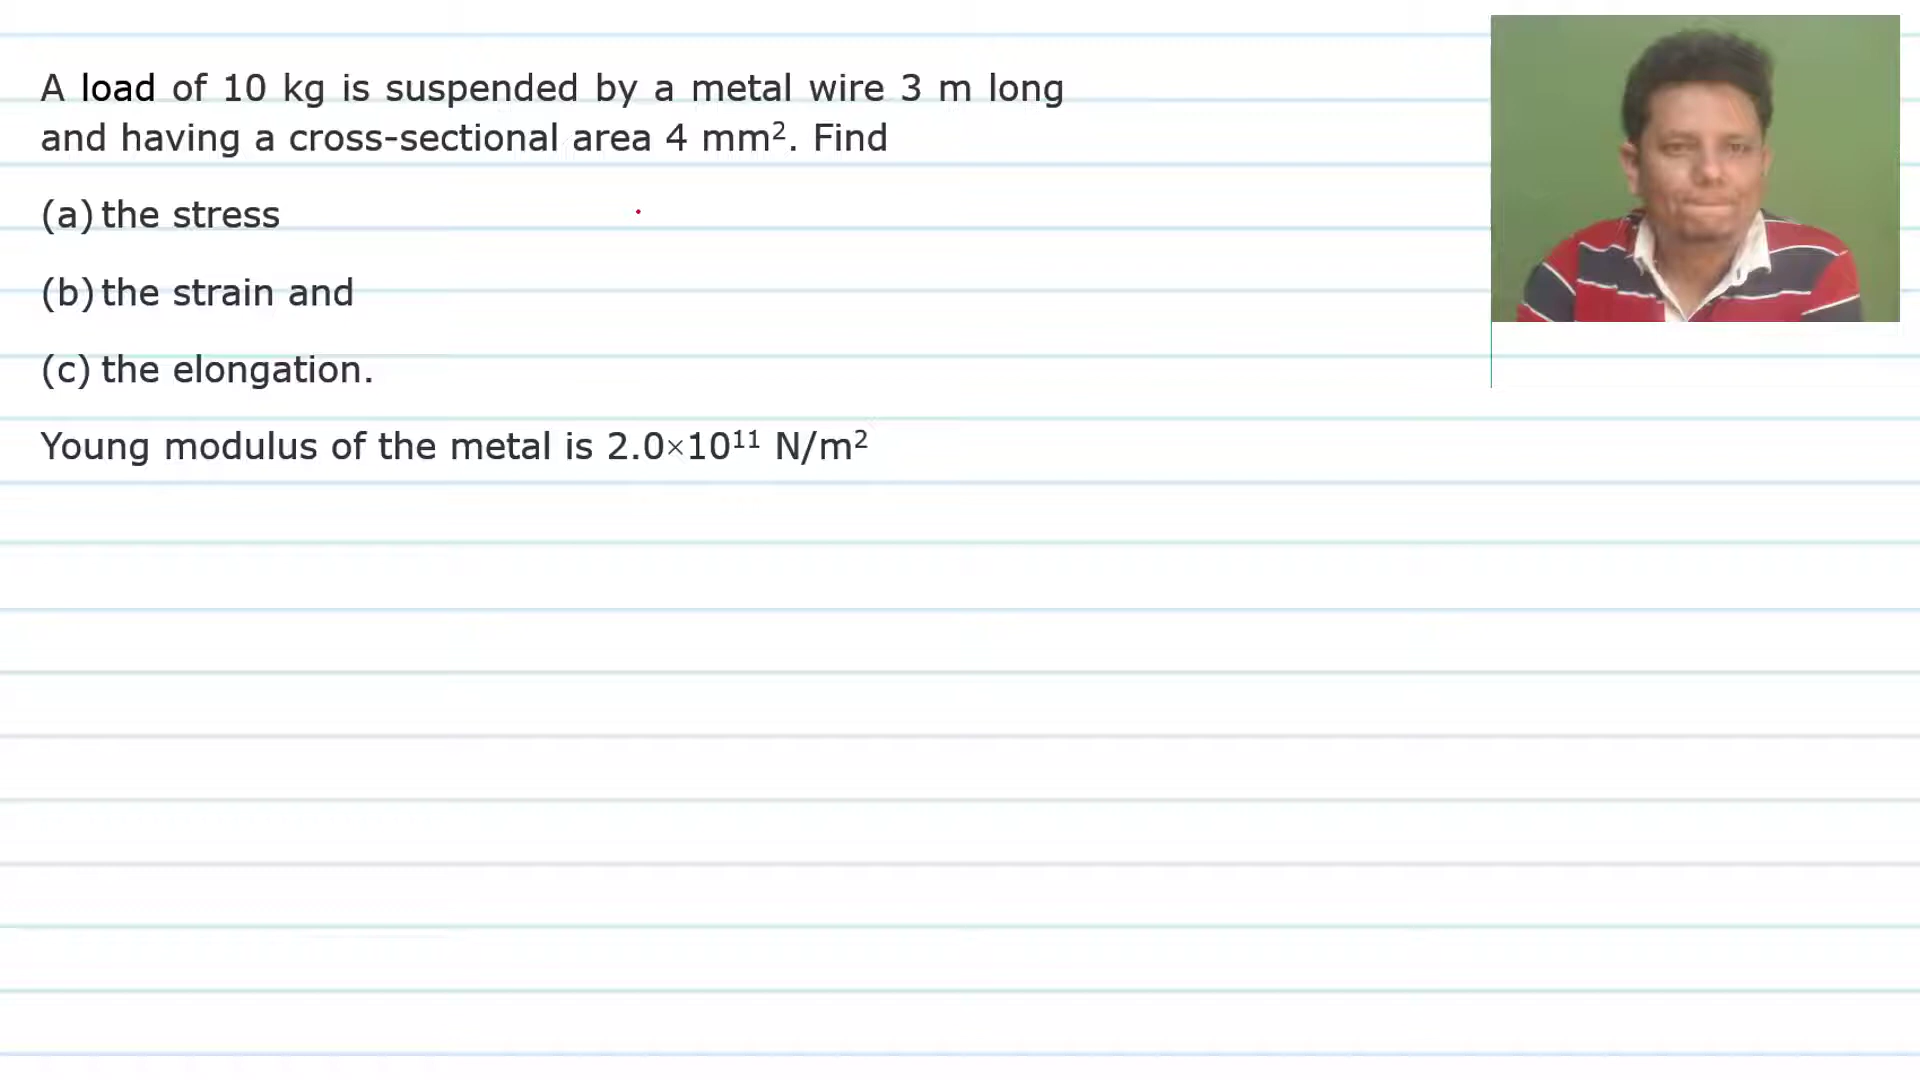 A load of 10 kg is suspended by a metal wire 3 m long
and having a cross-sectional area 4 mm². Find
(a) the stress
(b) the strain and
(c) the elongation.
Young modulus of the metal is 2.0×10¹¹ N/m²